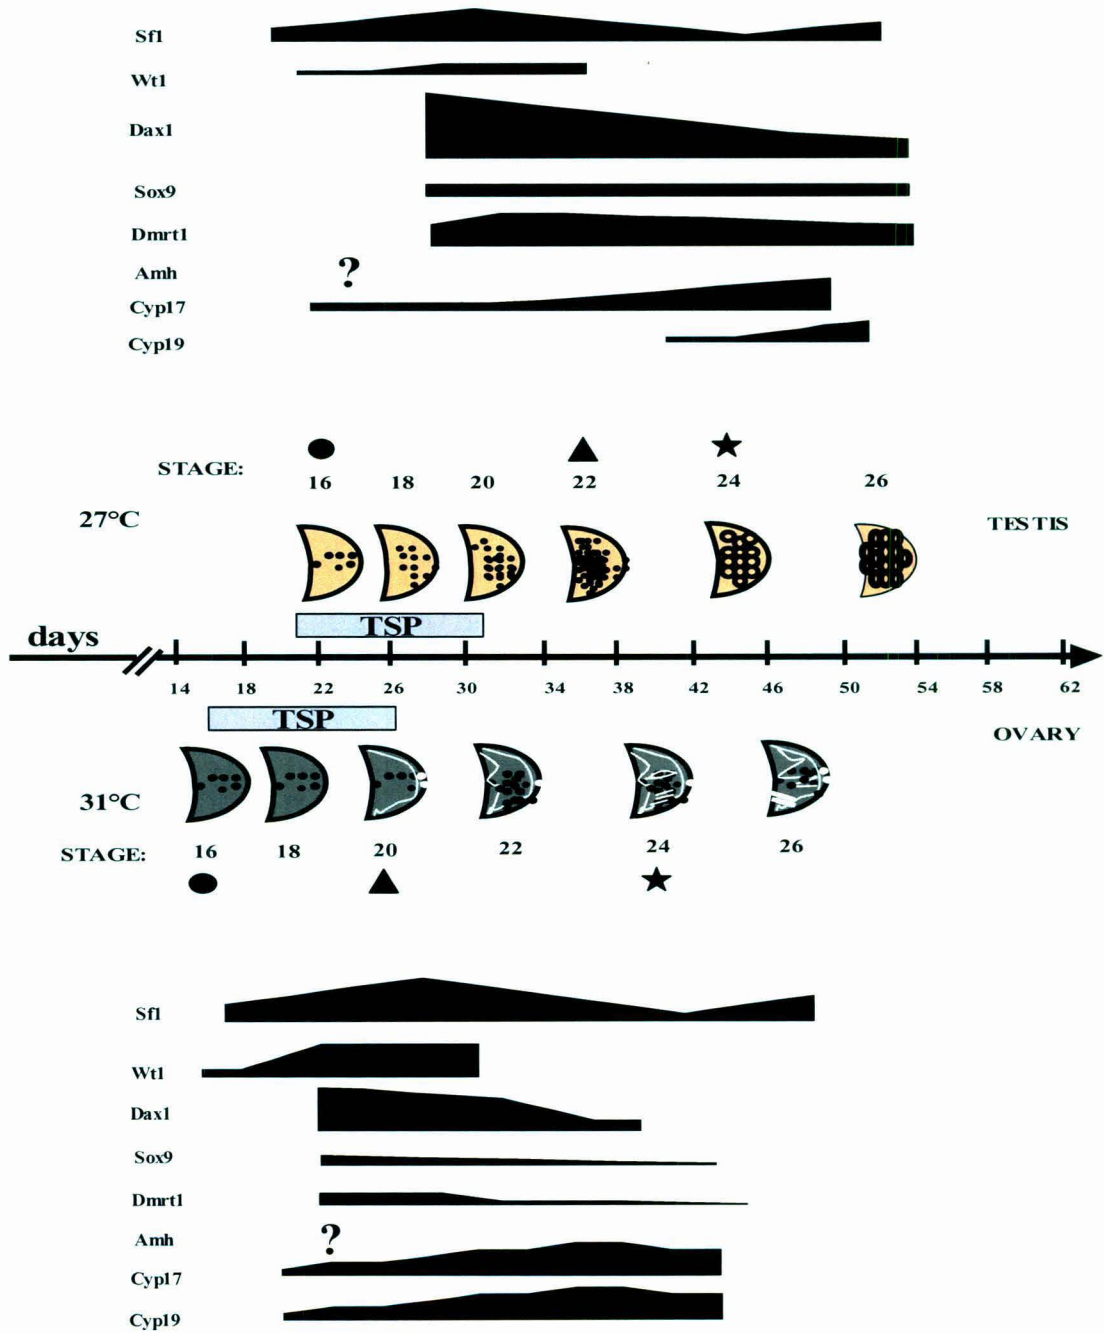 Sf1
Wt1
Dax1
Sox9
Dmrt1
Amh ?
Cyp17
Cyp19
STAGE:
16 18 20 22 24 26
27°C TESTIS
TSP
days
14 18 22 26 30 34 38 42 46 50 54 58 62
TSP
OVARY
31°C
STAGE: 16 18 20 22 24 26
Sf1
Wt1
Dax1
Sox9
Dmrt1
Amh ?
Cyp17
Cyp19